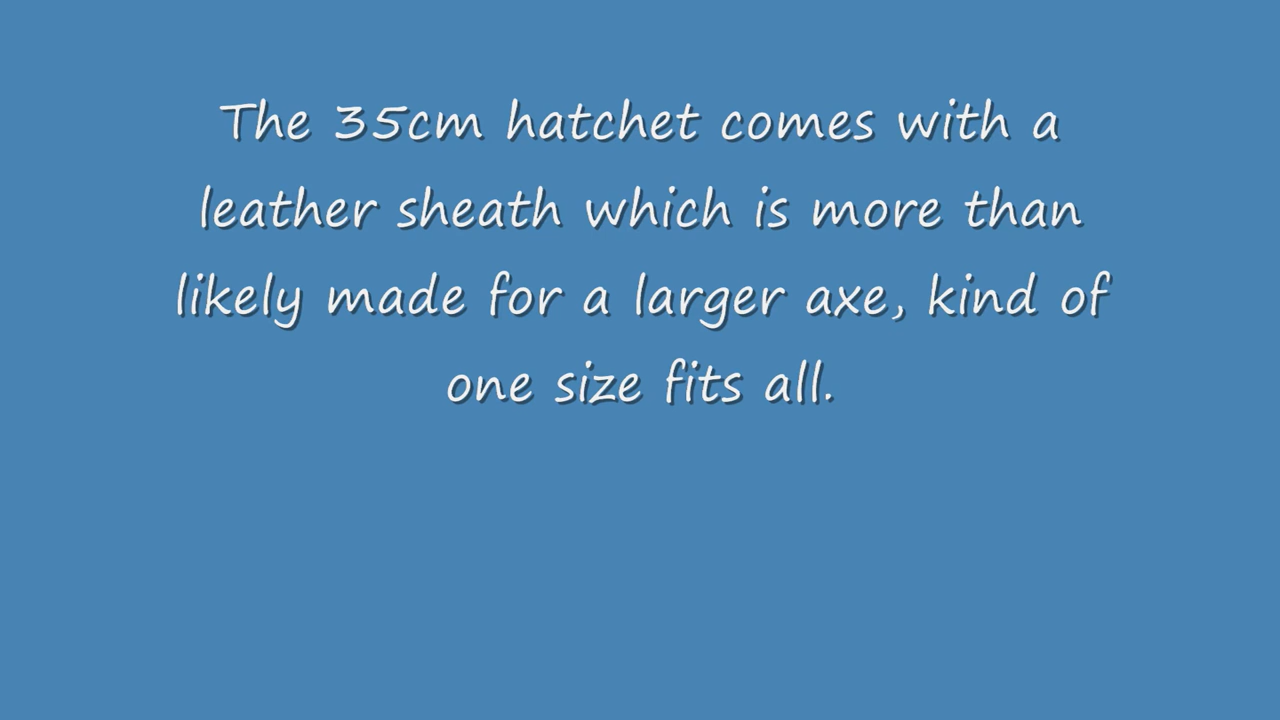 The 35cm hatchet comes with a
leather sheath which is more than
likely made for a larger axe, kind of
one size fits all.